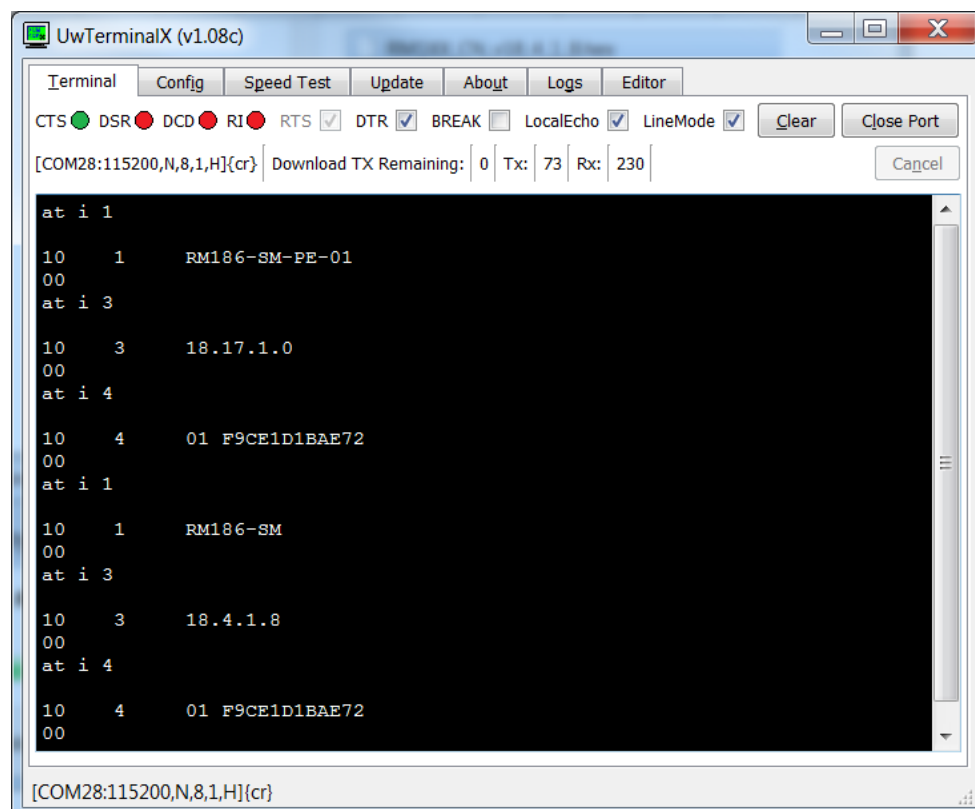 UwTerminalX (v1.08c)
Terminal Config Speed Test Update About Logs Editor
CTS DSR DCD RI RTS DTR BREAK LocalEcho LineMode Clear Close Port
[COM28:115200,N,8,1,H]{cr} Download TX Remaining: 0 Tx: 73 Rx: 230 Cancel
at i 1
10 1 RM186-SM-PE-01
00
at i 3
10 3 18.17.1.0
00
at i 4
10 4 01 F9CE1D1BAE72
00
at i 1
10 1 RM186-SM
00
at i 3
10 3 18.4.1.8
00
at i 4
10 4 01 F9CE1D1BAE72
00
[COM28:115200,N,8,1,H]{cr}